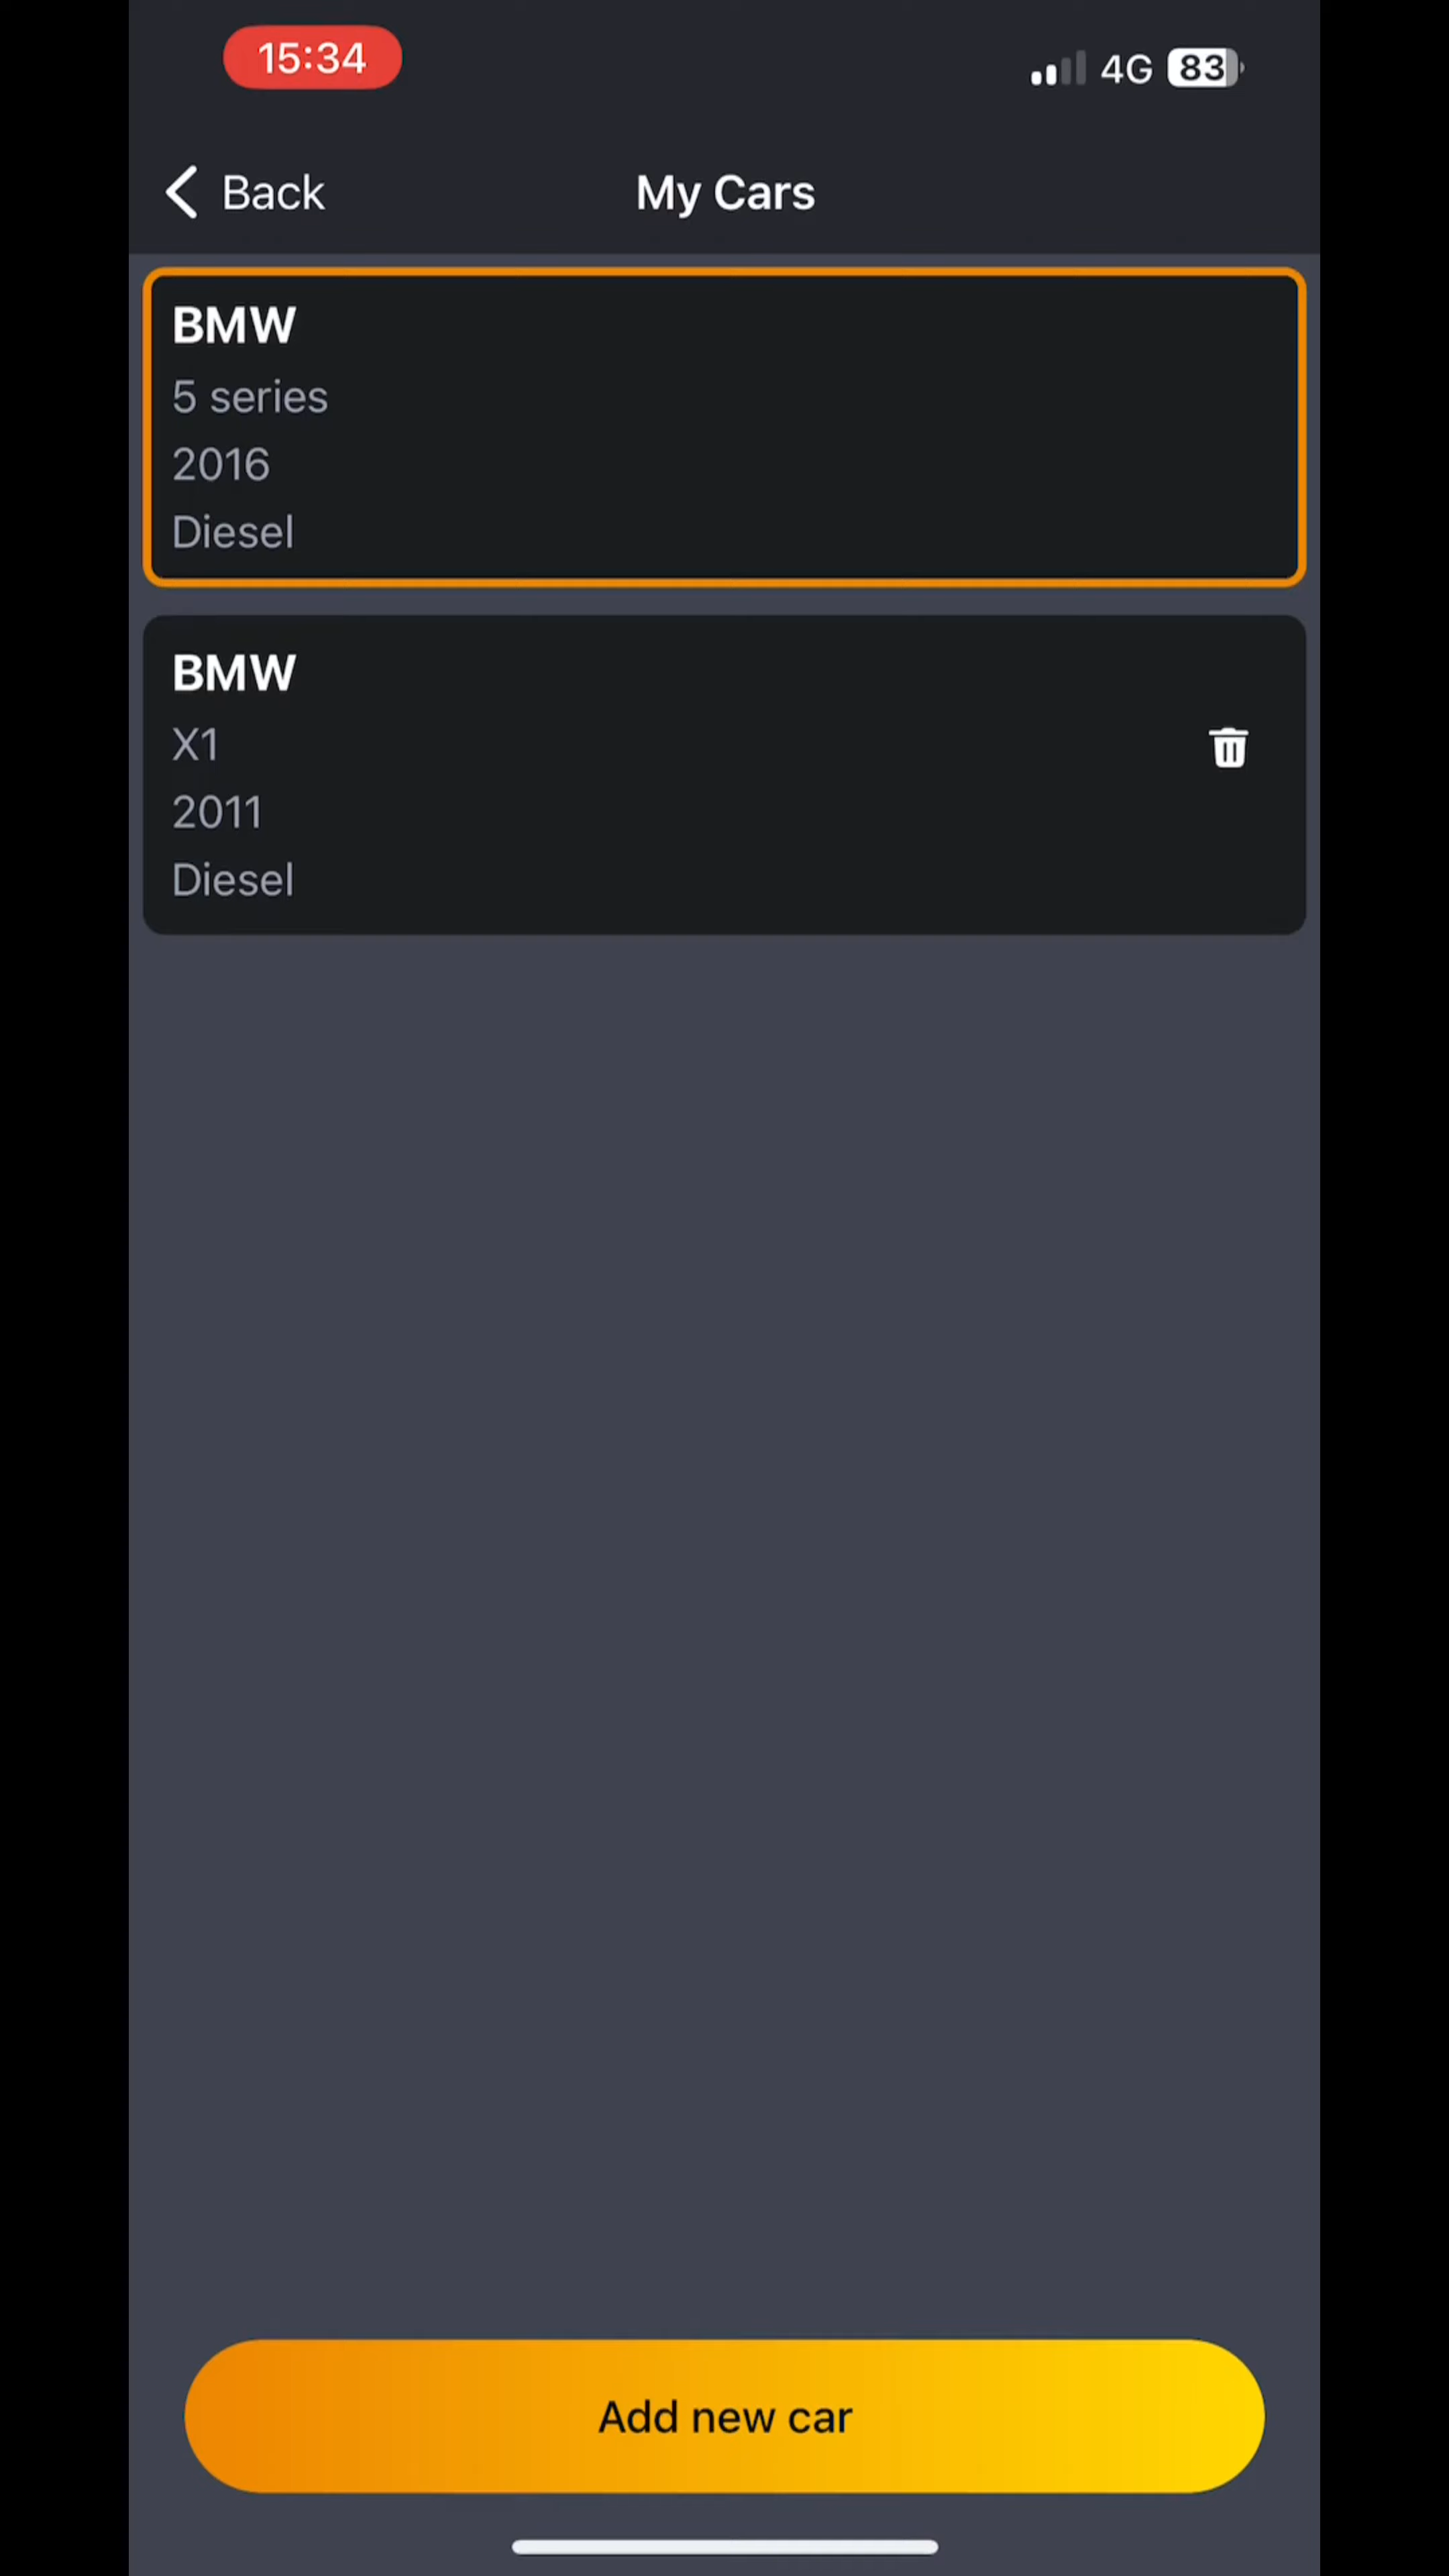 15:34
4G 83
Back
My Cars
BMW
5 series
2016
Diesel
BMW
X1
2011
Diesel
Add new car